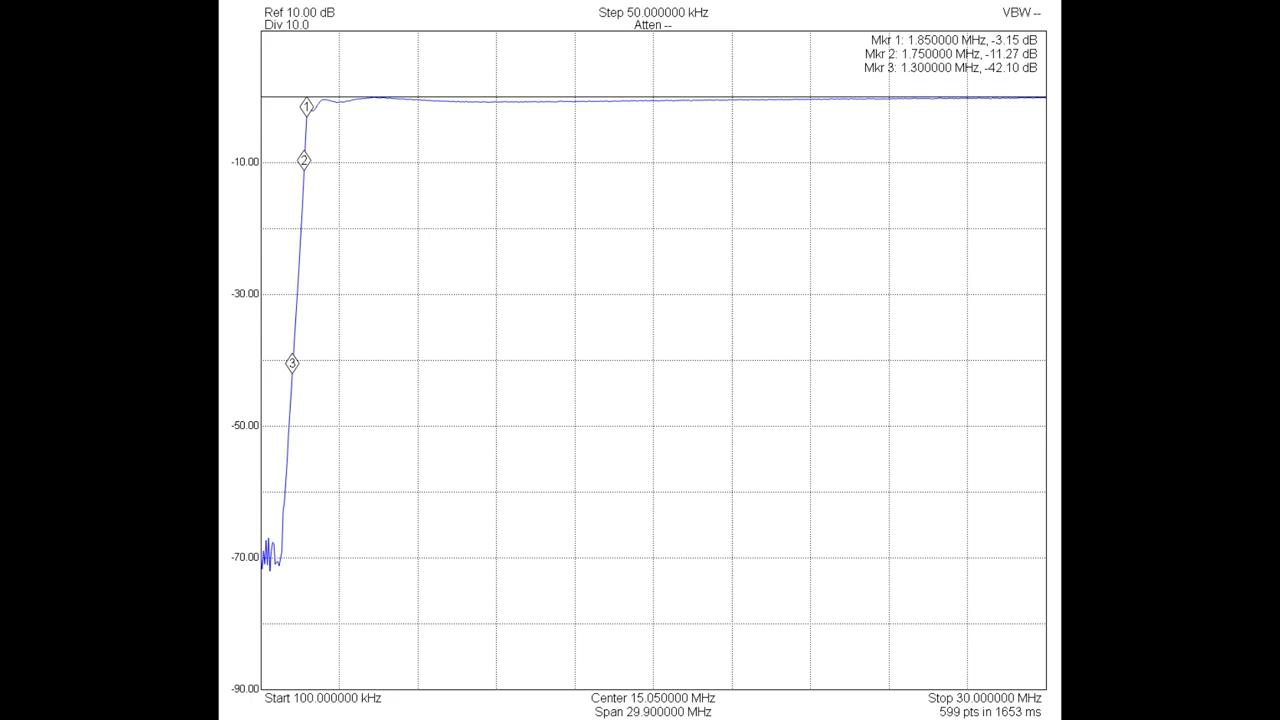 Ref 10.00 dB
Step 50.000000 kHz
VBW --
Div 10.0
Atten --
Mkr 1: 1.850000 MHz, -3.15 dB
Mkr 2: 1.750000 MHz, -11.27 dB
Mkr 3: 1.300000 MHz, -42.10 dB
1
2
-10.00
-30.00
3
-50.00
-70.00
-90.00
Start 100.000000 kHz
Center 15.050000 MHz
Stop 30.000000 MHz
Span 29.900000 MHz
599 pts in 1653 ms